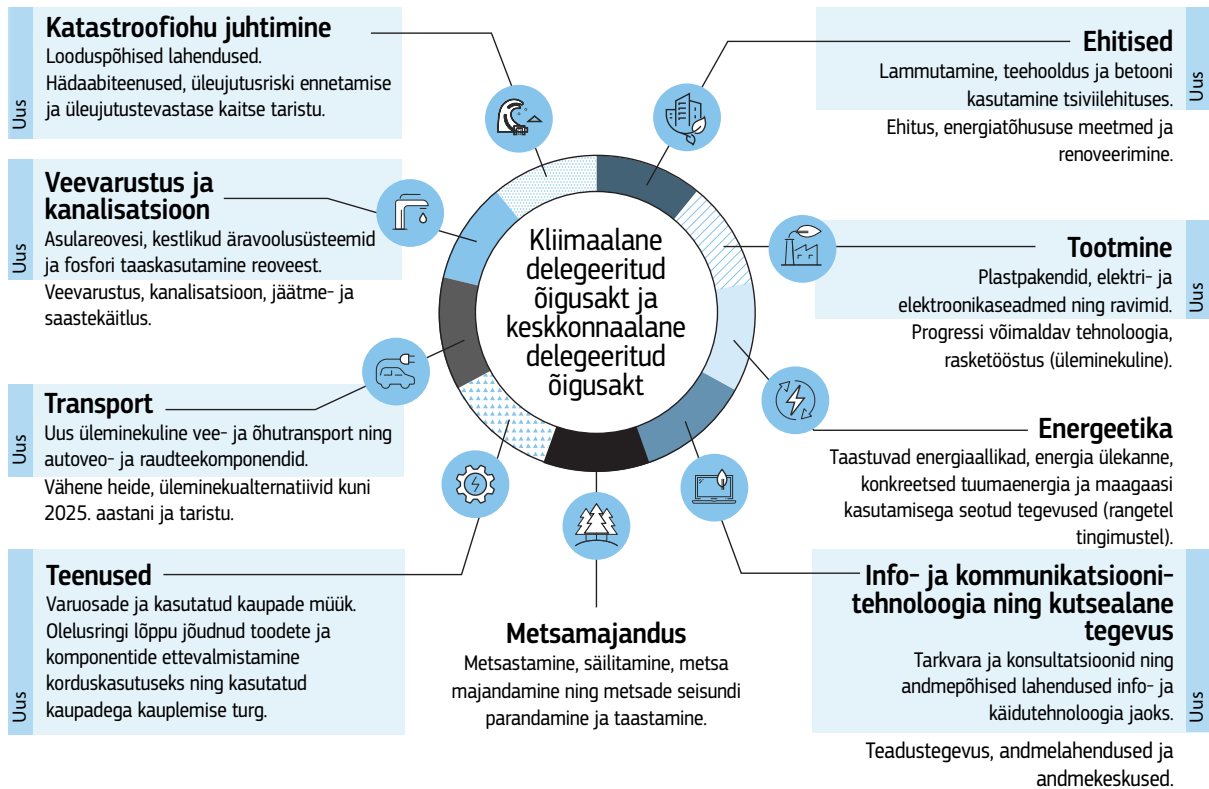 Uus
Katastroofiohu juhtimine
Looduspõhised lahendused.
Hädaabiteenused, üleujutusriski ennetamise
ja üleujutustevastase kaitse taristu.
Uus
Veevarustus ja
kanalisatsioon
Asulareovesi, kestlikud äravoolusüsteemid
ja fosfori taaskasutamine reoveest.
Veevarustus, kanalisatsioon, jäätme- ja
saastekäitlus.
Uus
Transport
Uus üleminekuline vee- ja õhutransport ning
autoveo- ja raudteekomponendid.
Vähene heide, üleminekualternatiivid kuni
2025. aastani ja taristu.
Uus
Teenused
Varuosade ja kasutatud kaupade müük.
Olelusringi lõppu jõudnud toodete ja
komponentide ettevalmistamine
korduskasutuseks ning kasutatud
kaupadega kauplemise turg.
Kliimaalane
delegeeritud
õigusakt ja
keskkonnaalane
delegeeritud
õigusakt
Metsamajandus
Metsastamine, säilitamine, metsa
majandamine ning metsade seisundi
parandamine ja taastamine.
Ehitised
Lammutamine, teehooldus ja betooni
kasutamine tsiviilehituses.
Uus
Ehitus, energiatõhususe meetmed ja
renoveerimine.
Tootmine
Plastpakendid, elektri- ja
elektroonikaseadmed ning ravimid.
Uus
Progressi võimaldav tehnoloogia,
rasketööstus (üleminekuline).
Energeetika
Taastuvad energiaallikad, energia ülekanne,
konkreetsed tuumaenergia ja maagaasi
kasutamisega seotud tegevused (rangetel
tingimustel).
Info- ja kommunikatsiooni-
tehnoloogia ning kutsealane
tegevus
Tarkvara ja konsultatsioonid ning
andmepõhised lahendused info- ja
käidutehnoloogia jaoks.
Uus
Teadustegevus, andmelahendused ja
andmekeskused.